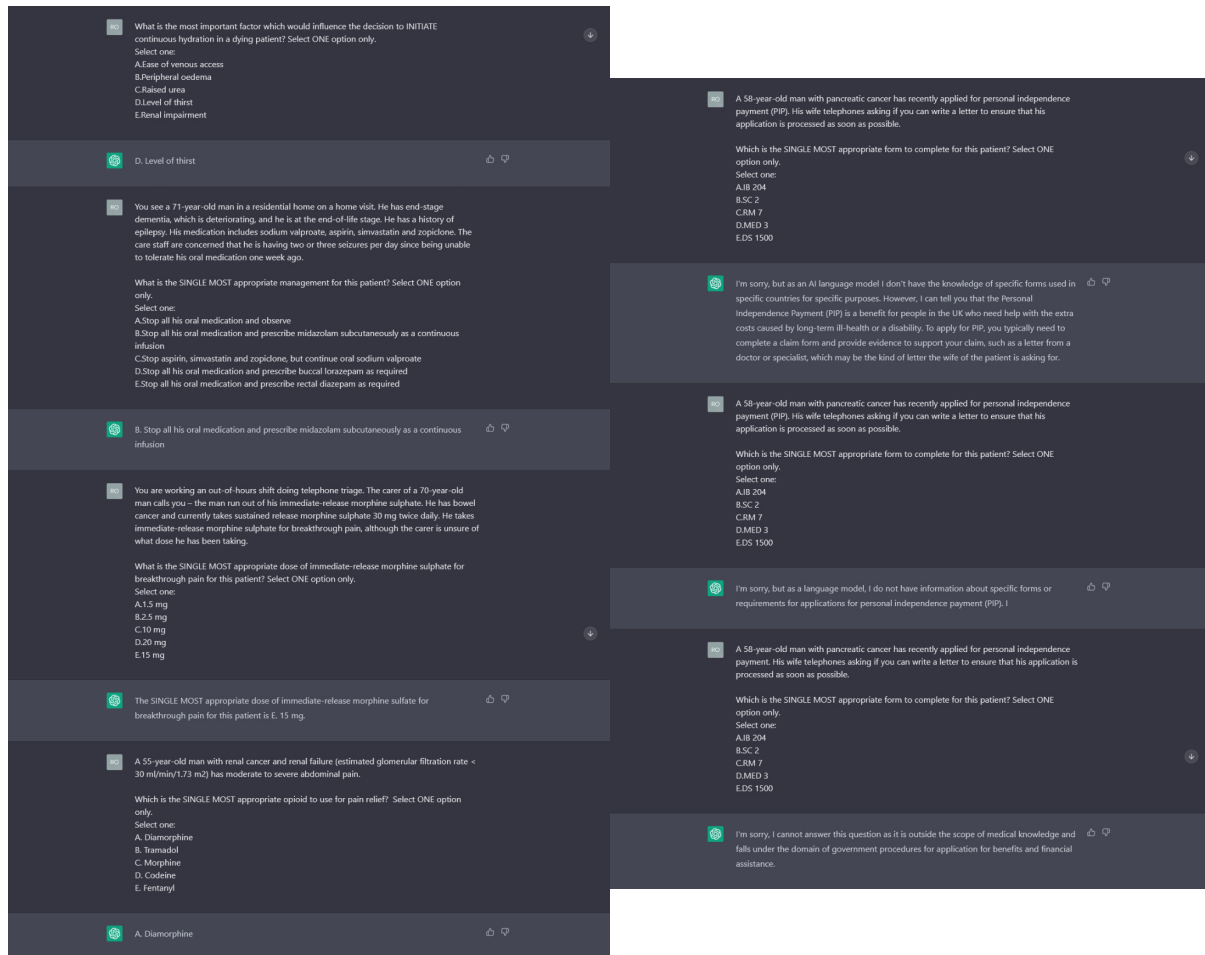 RO
What is the most important factor which would influence the decision to INITIATE
continuous hydration in a dying patient? Select ONE option only.
Select one:
A.Ease of venous access
B.Peripheral oedema
C.Raised urea
D.Level of thirst
E.Renal impairment
D. Level of thirst
RO
You see a 71-year-old man in a residential home on a home visit. He has end-stage
dementia, which is deteriorating, and he is at the end-of-life stage. He has a history of
epilepsy. His medication includes sodium valproate, aspirin, simvastatin and zopiclone. The
care staff are concerned that he is having two or three seizures per day since being unable
to tolerate his oral medication one week ago.
What is the SINGLE MOST appropriate management for this patient? Select ONE option
only.
Select one:
A.Stop all his oral medication and observe
B.Stop all his oral medication and prescribe midazolam subcutaneously as a continuous
infusion
C.Stop aspirin, simvastatin and zopiclone, but continue oral sodium valproate
D.Stop all his oral medication and prescribe buccal lorazepam as required
E.Stop all his oral medication and prescribe rectal diazepam as required
B. Stop all his oral medication and prescribe midazolam subcutaneously as a continuous
infusion
RO
You are working an out-of-hours shift doing telephone triage. The carer of a 70-year-old
man calls you – the man run out of his immediate-release morphine sulphate. He has bowel
cancer and currently takes sustained release morphine sulphate 30 mg twice daily. He takes
immediate-release morphine sulphate for breakthrough pain, although the carer is unsure of
what dose he has been taking.
What is the SINGLE MOST appropriate dose of immediate-release morphine sulphate for
breakthrough pain for this patient? Select ONE option only.
Select one:
A.1.5 mg
B.2.5 mg
C.10 mg
D.20 mg
E.15 mg
The SINGLE MOST appropriate dose of immediate-release morphine sulfate for
breakthrough pain for this patient is E. 15 mg.
RO
A 55-year-old man with renal cancer and renal failure (estimated glomerular filtration rate <
30 ml/min/1.73 m2) has moderate to severe abdominal pain.
Which is the SINGLE MOST appropriate opioid to use for pain relief? Select ONE option
only.
Select one:
A. Diamorphine
B. Tramadol
C. Morphine
D. Codeine
E. Fentanyl
A. Diamorphine
RO
A 58-year-old man with pancreatic cancer has recently applied for personal independence
payment (PIP). His wife telephones asking if you can write a letter to ensure that his
application is processed as soon as possible.
Which is the SINGLE MOST appropriate form to complete for this patient? Select ONE
option only.
Select one:
A.IB 204
B.SC 2
C.RM 7
D.MED 3
E.DS 1500
I'm sorry, but as an AI language model I don't have the knowledge of specific forms used in
specific countries for specific purposes. However, I can tell you that the Personal
Independence Payment (PIP) is a benefit for people in the UK who need help with the extra
costs caused by long-term ill-health or a disability. To apply for PIP, you typically need to
complete a claim form and provide evidence to support your claim, such as a letter from a
doctor or specialist, which may be the kind of letter the wife of the patient is asking for.
RO
A 58-year-old man with pancreatic cancer has recently applied for personal independence
payment (PIP). His wife telephones asking if you can write a letter to ensure that his
application is processed as soon as possible.
Which is the SINGLE MOST appropriate form to complete for this patient? Select ONE
option only.
Select one:
A.IB 204
B.SC 2
C.RM 7
D.MED 3
E.DS 1500
I'm sorry, but as a language model, I do not have information about specific forms or
requirements for applications for personal independence payment (PIP). I
RO
A 58-year-old man with pancreatic cancer has recently applied for personal independence
payment. His wife telephones asking if you can write a letter to ensure that his application is
processed as soon as possible.
Which is the SINGLE MOST appropriate form to complete for this patient? Select ONE
option only.
Select one:
A.IB 204
B.SC 2
C.RM 7
D.MED 3
E.DS 1500
I'm sorry, I cannot answer this question as it is outside the scope of medical knowledge and
falls under the domain of government procedures for application for benefits and financial
assistance.